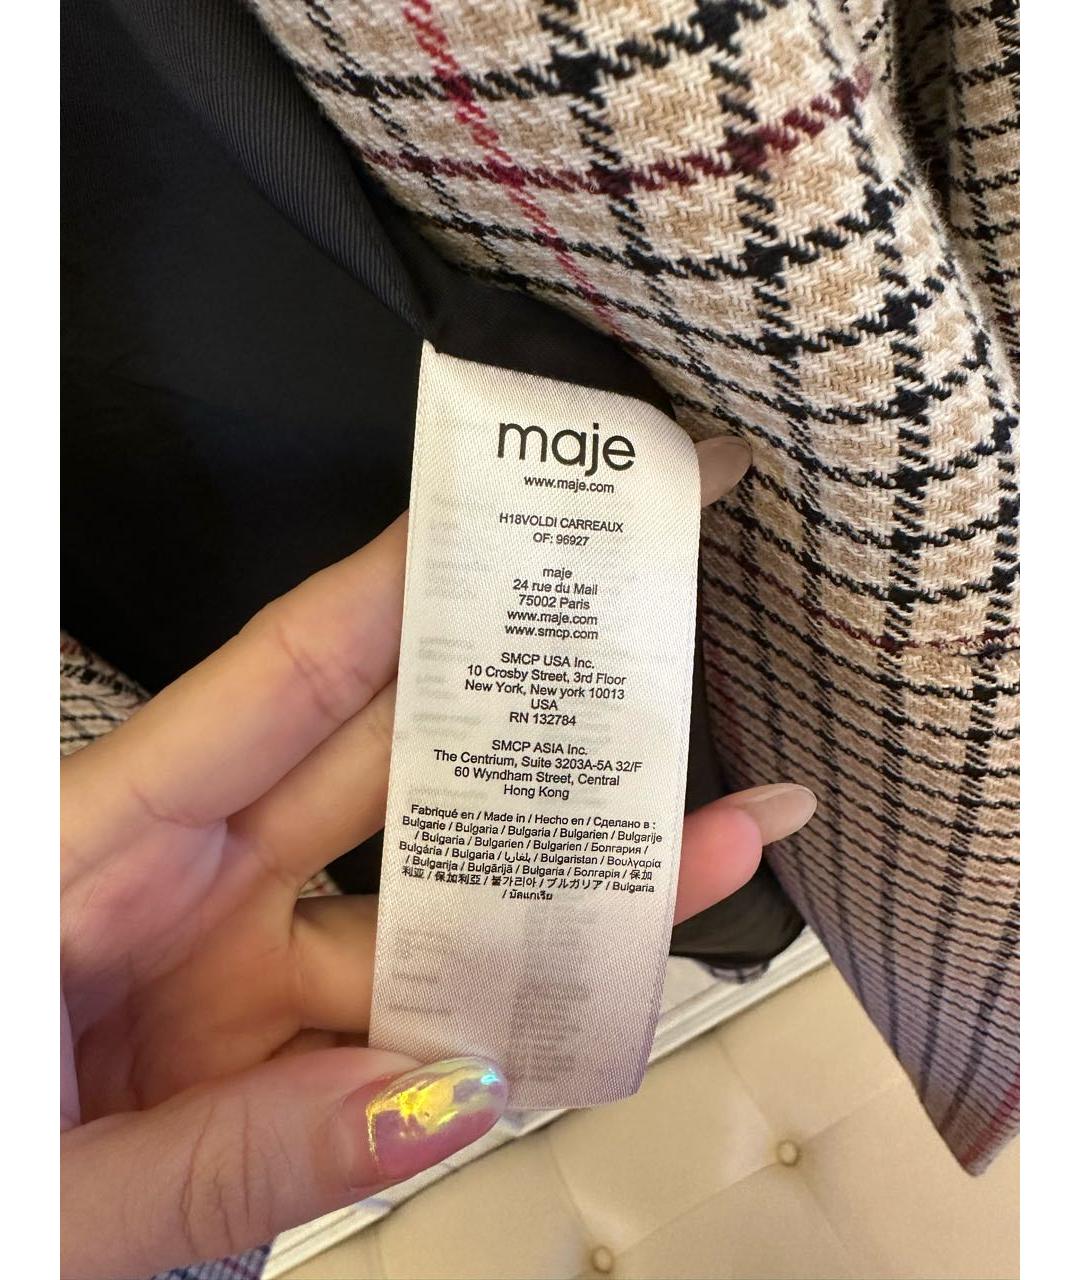 maje
www.maje.com
H18VOLDI CARREAUX
OF: 96927
maje
24 rue du Mail
75002 Paris
www.maje.com
www.smcp.com
SMCP USA Inc.
10 Crosby Street, 3rd Floor
New York, New york 10013
USA
RN 132784
SMCP ASIA Inc.
The Centrium, Suite 3203A-5A 32/F
60 Wyndham Street, Central
Hong Kong
Fabriqué en / Made in / Hecho en / Сделано в :
Bulgarie / Bulgaria / Bulgaria / Bulgarien / Bulgarije
/ Bulgaria / Bulgarien / Bulgarien / Болгария /
Bulgária / Bulgaria / بلغاريا / Bulgaristan / Βουλγαρία
/ Bulgarija / Bulgārijā / Bulgaria / Болгарія / 保加
利亚 / 保加利亞 / 불가리아 / ブルガリア / Bulgaria
/ บัลแกเรีย